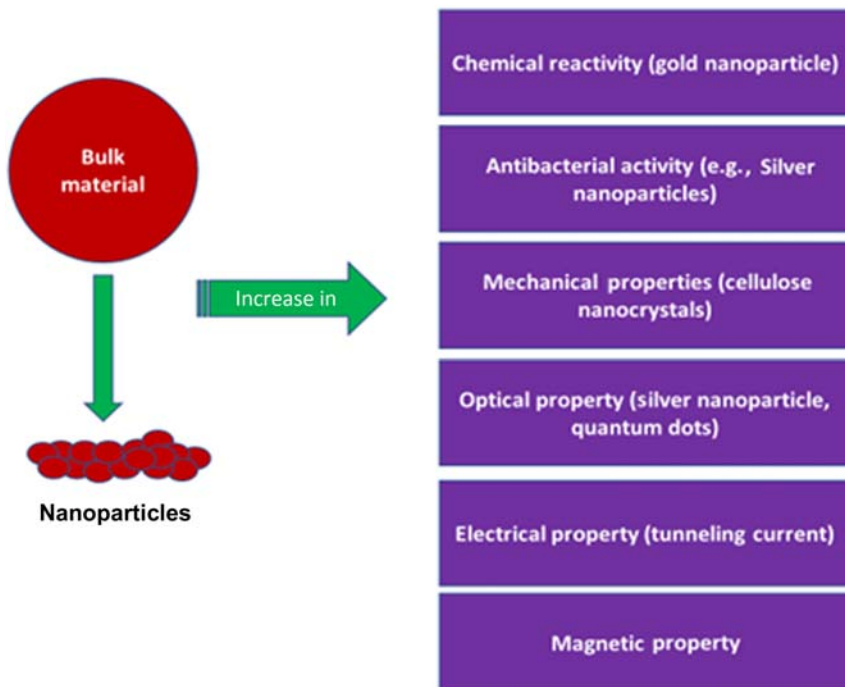 Bulk
material
Nanoparticles
Increase in
Chemical reactivity (gold nanoparticle)
Antibacterial activity (e.g., Silver
nanoparticles)
Mechanical properties (cellulose
nanocrystals)
Optical property (silver nanoparticle,
quantum dots)
Electrical property (tunneling current)
Magnetic property